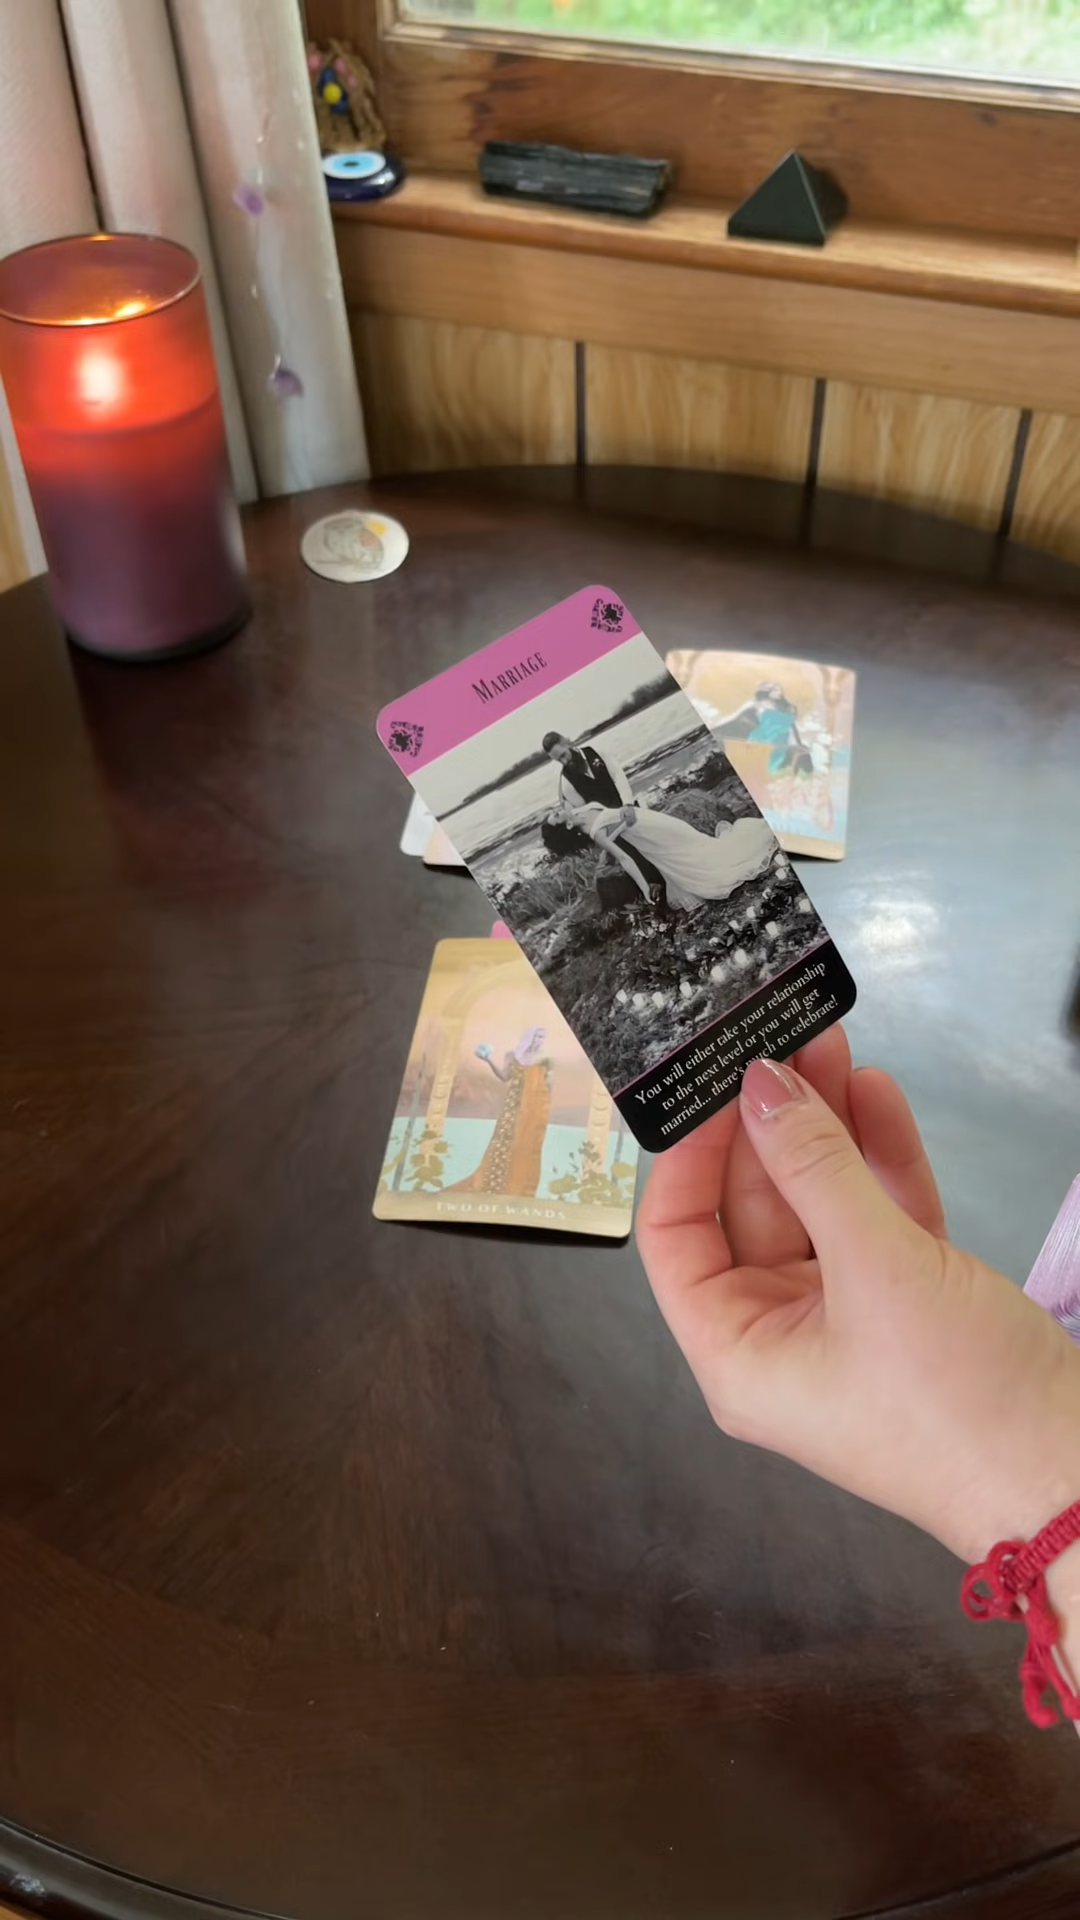 MARRIAGE
You will either take your relationship
to the next level or you will get
married... there's much to celebrate!
TWO OF WANDS